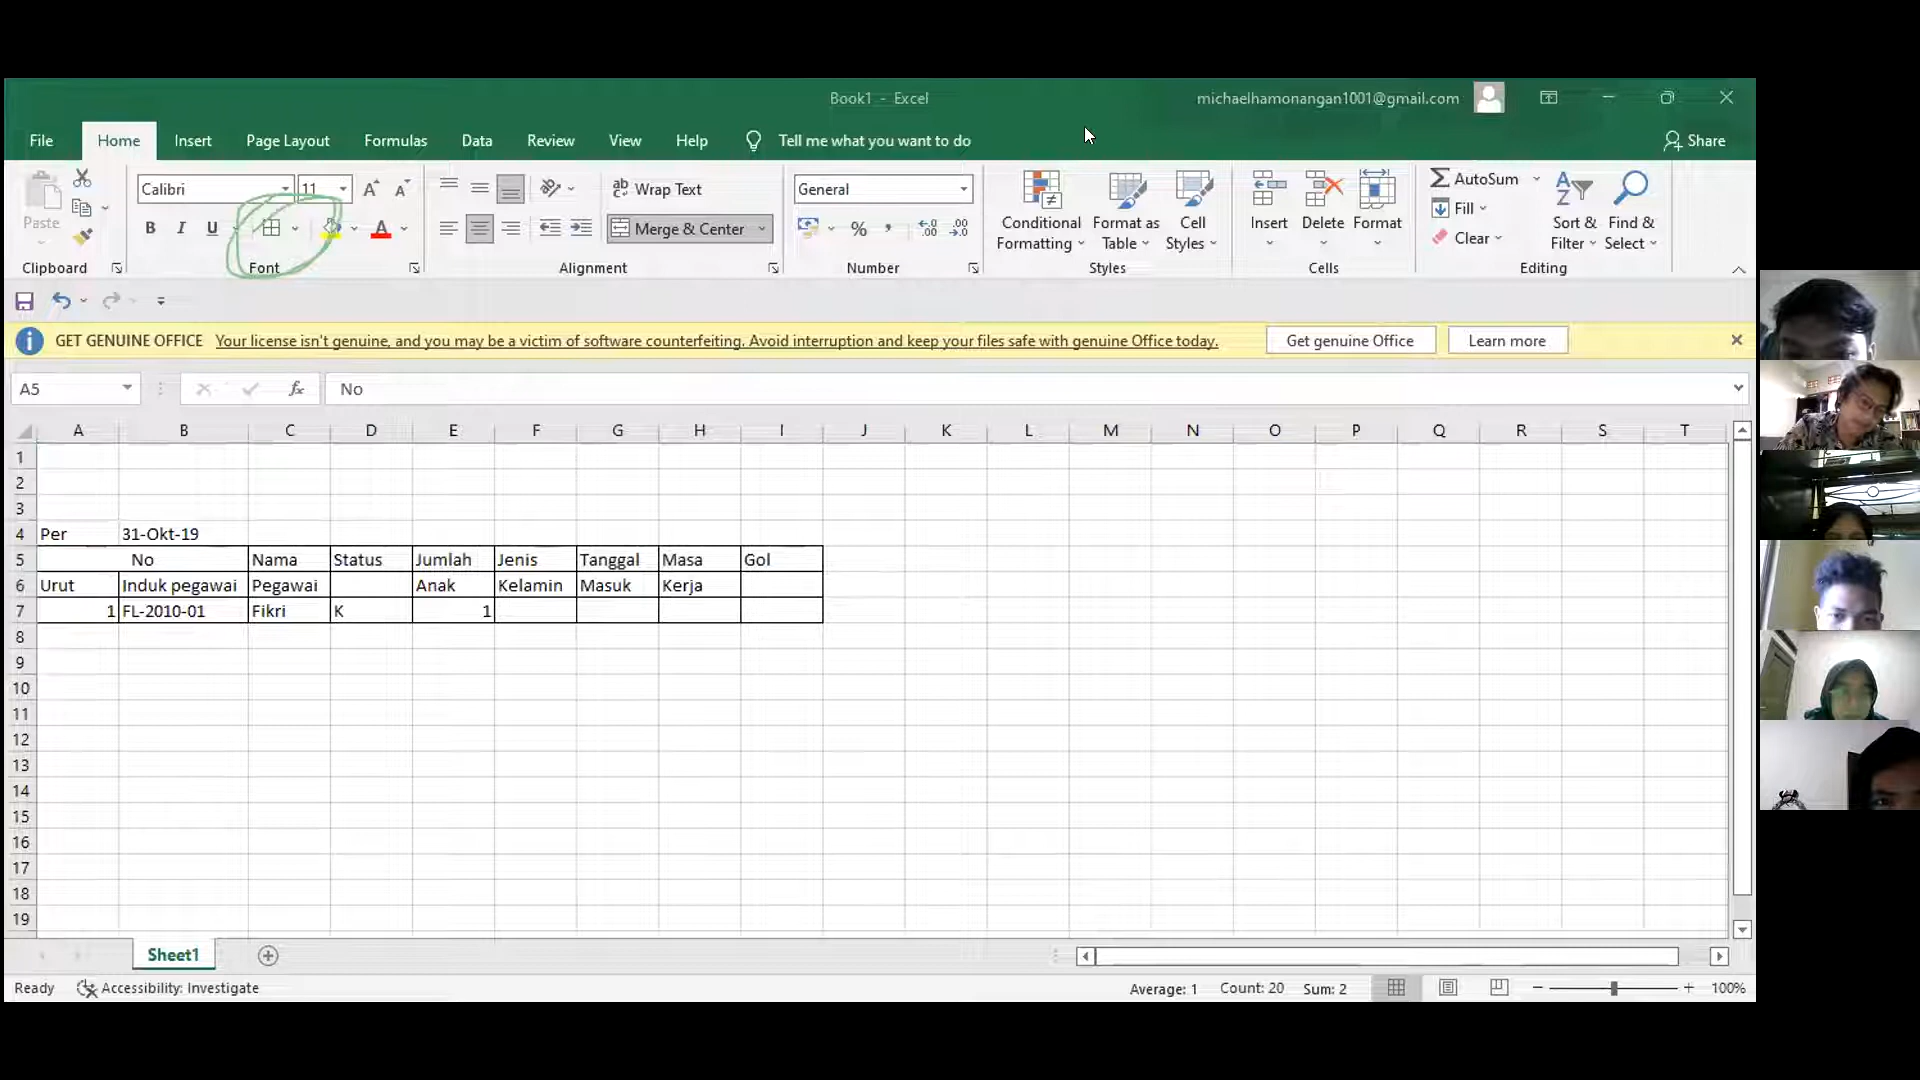 Book1 - Excel
michaelhamonangan1001@gmail.com
File Home Insert Page Layout Formulas Data Review View Help Tell me what you want to do Share
Calibri 11 A A
Wrap Text
General
AutoSum
Paste
B I U A
Merge & Center
% ,
Conditional Formatting
Format as Table
Cell Styles
Insert
Delete
Format
Fill
Clear
Sort & Filter
Find & Select
Clipboard Font Alignment Number Styles Cells Editing
GET GENUINE OFFICE Your license isn't genuine, and you may be a victim of software counterfeiting. Avoid interruption and keep your files safe with genuine Office today. Get genuine Office Learn more
A5 fx No
A B C D E F G H I J K L M N O P Q R S T
1
2
3
4 Per 31-Okt-19
5 No Nama Status Jumlah Jenis Tanggal Masa Gol
6 Urut Induk pegawai Pegawai Anak Kelamin Masuk Kerja
7 1 FL-2010-01 Fikri K 1
8
9
10
11
12
13
14
15
16
17
18
19
Sheet1
Ready Accessibility: Investigate Average: 1 Count: 20 Sum: 2 100%